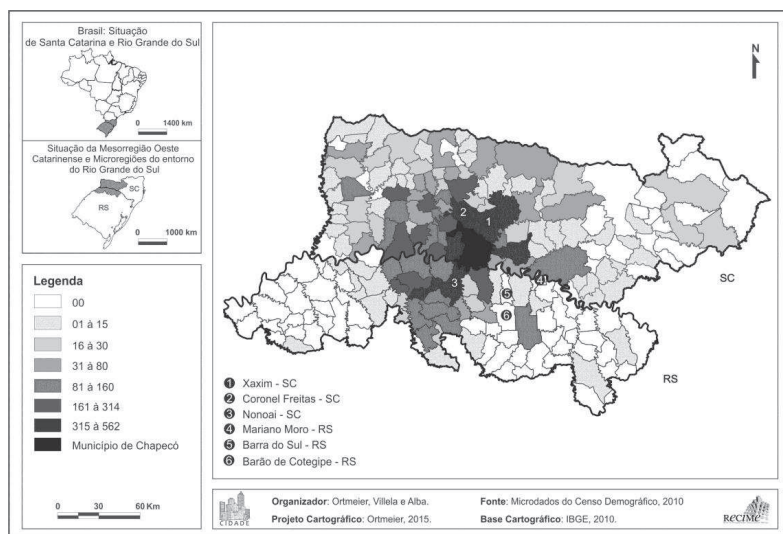 Brasil: Situação
de Santa Catarina e Rio Grande do Sul
0 1400 km
Situação da Mesorregião Oeste
Catarinense e Microregiões do entorno
do Rio Grande do Sul
SC
RS
0 1000 km
Legenda
00
01 à 15
16 à 30
31 à 80
81 à 160
161 à 314
315 à 562
Município de Chapecó
0 30 60 Km
N
2
1
3
4
5
6
SC
RS
1 Xaxim - SC
2 Coronel Freitas - SC
3 Nonoai - SC
4 Mariano Moro - RS
5 Barra do Sul - RS
6 Barão de Cotegipe - RS
CIDADE
Organizador: Ortmeier, Villela e Alba.
Projeto Cartográfico: Ortmeier, 2015.
Fonte: Microdados do Censo Demográfico, 2010
Base Cartográfico: IBGE, 2010.
ReCiMe